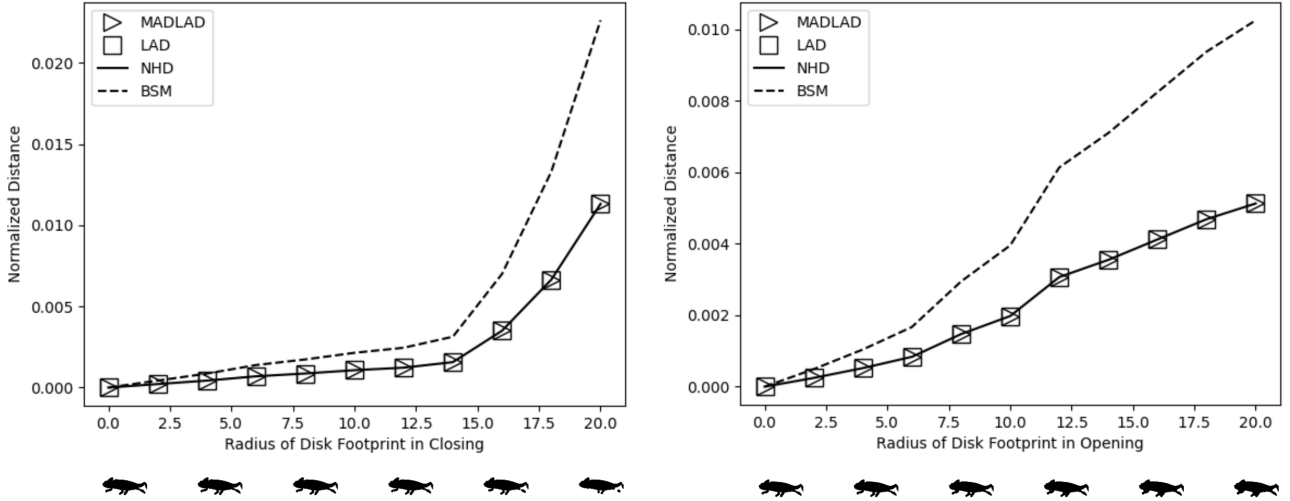 MADLAD
LAD
NHD
BSM
0.020
0.015
0.010
0.005
0.000
Normalized Distance
0.0 2.5 5.0 7.5 10.0 12.5 15.0 17.5 20.0
Radius of Disk Footprint in Closing
MADLAD
LAD
NHD
BSM
0.010
0.008
0.006
0.004
0.002
0.000
Normalized Distance
0.0 2.5 5.0 7.5 10.0 12.5 15.0 17.5 20.0
Radius of Disk Footprint in Opening